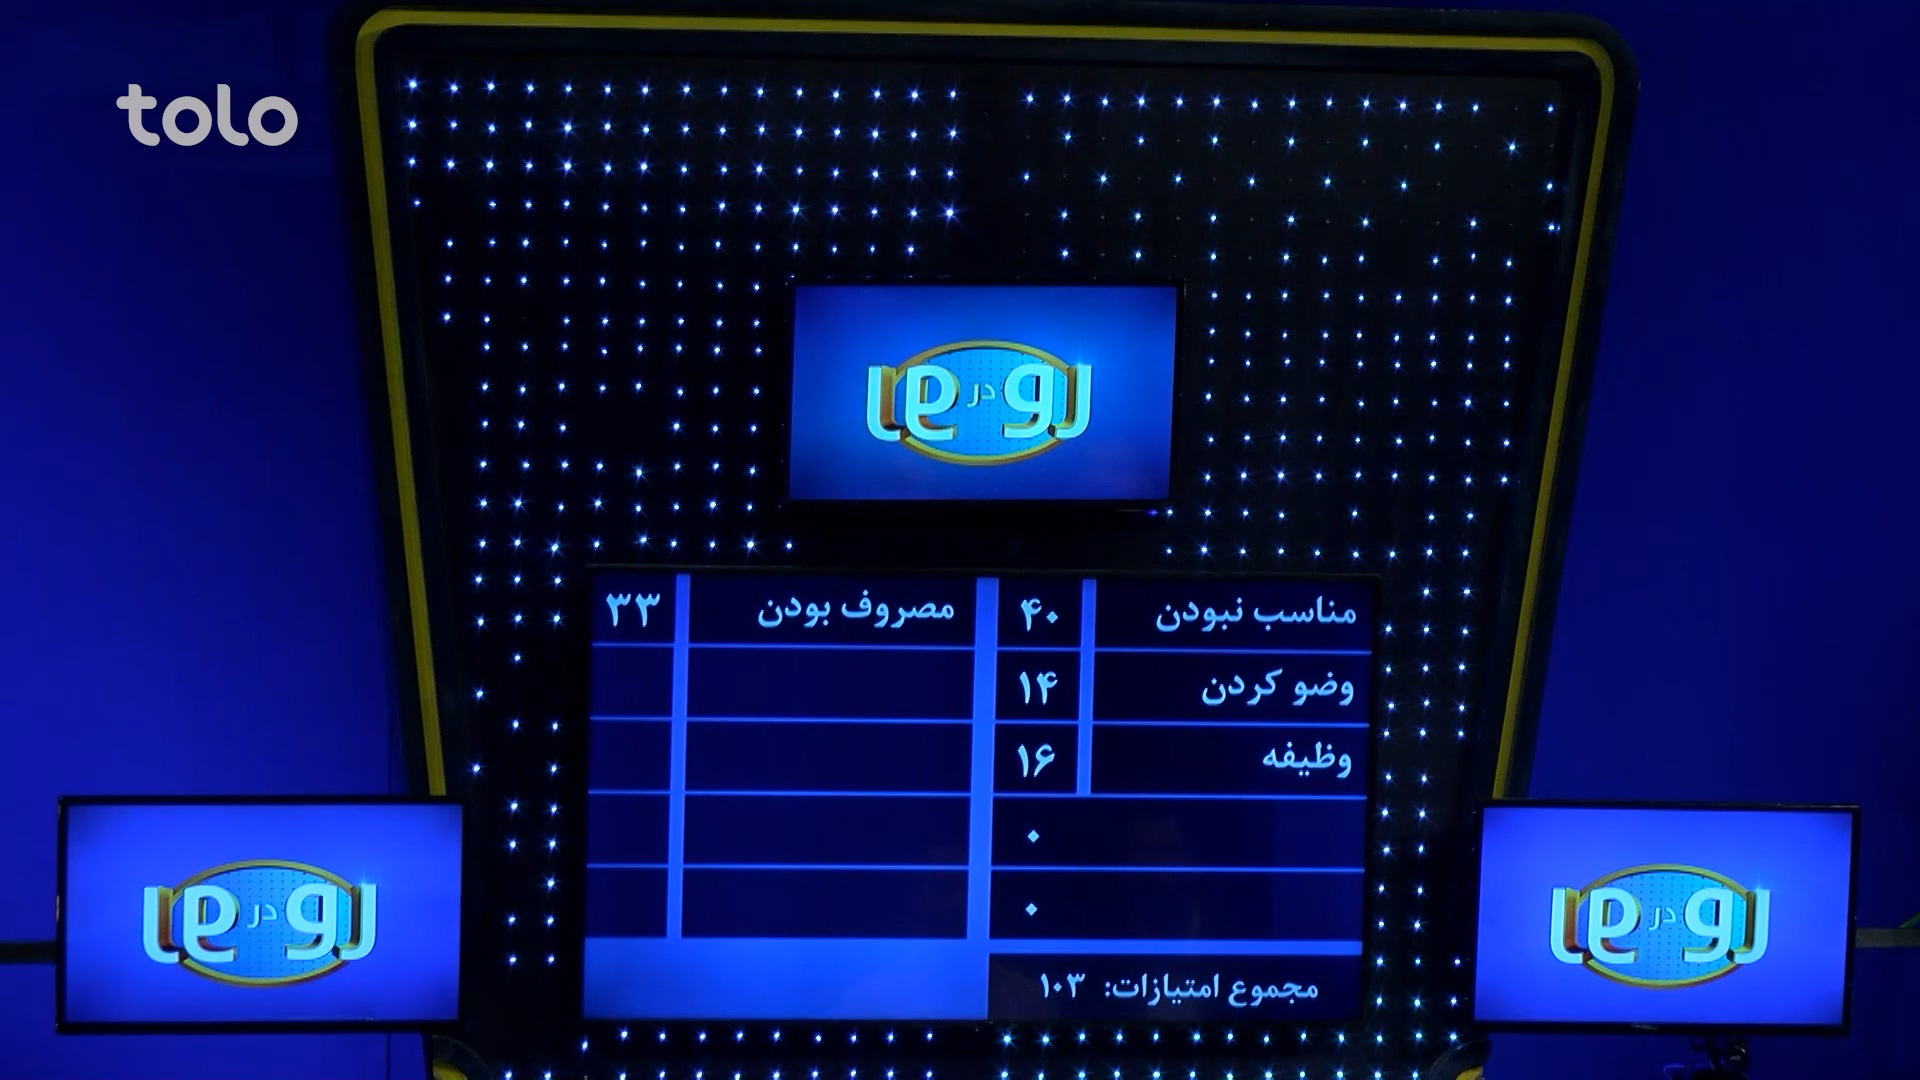 tolo
رو در رو
مناسب نبودن ۴۰
مصروف بودن ۳۳
وضو کردن ۱۴
وظیفه ۱۶
۰
۰
مجموع امتیازات: ۱۰۳
رو در رو
رو در رو